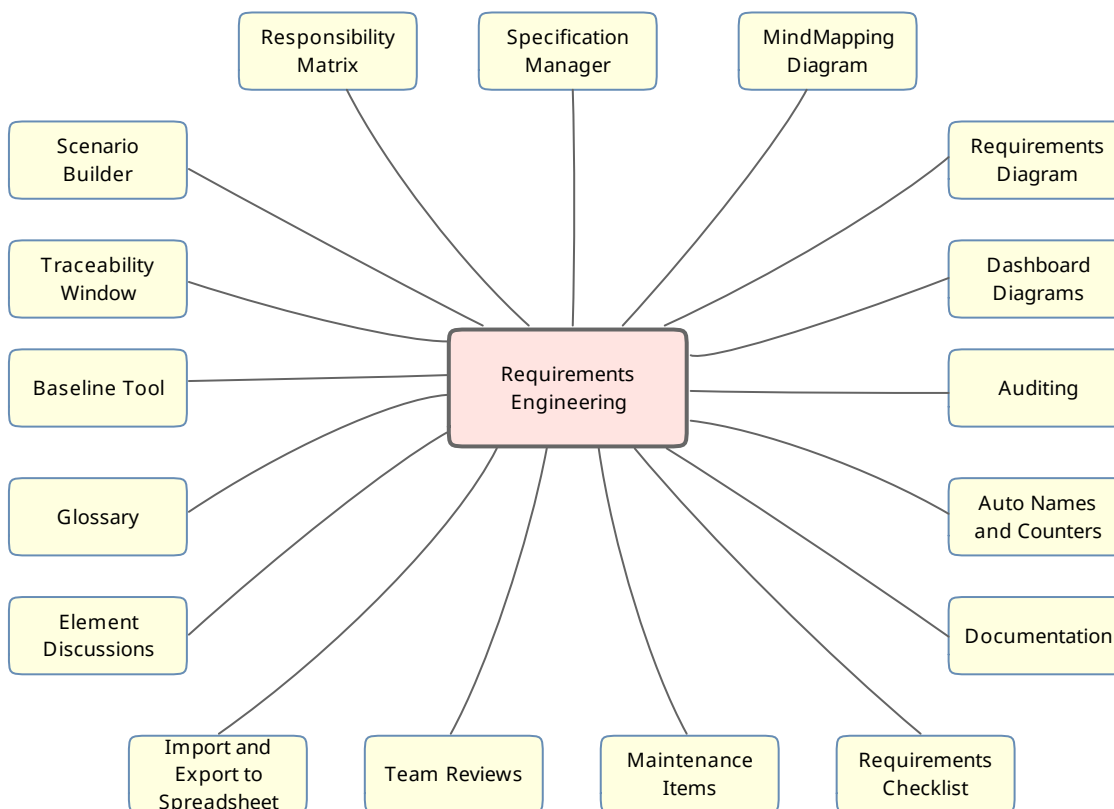 Responsibility
Matrix
Specification
Manager
MindMapping
Diagram
Scenario
Builder
Requirements
Diagram
Traceability
Window
Dashboard
Diagrams
Baseline Tool
Requirements
Engineering
Auditing
Glossary
Auto Names
and Counters
Element
Discussions
Documentation
Import and
Export to
Spreadsheet
Team Reviews
Maintenance
Items
Requirements
Checklist